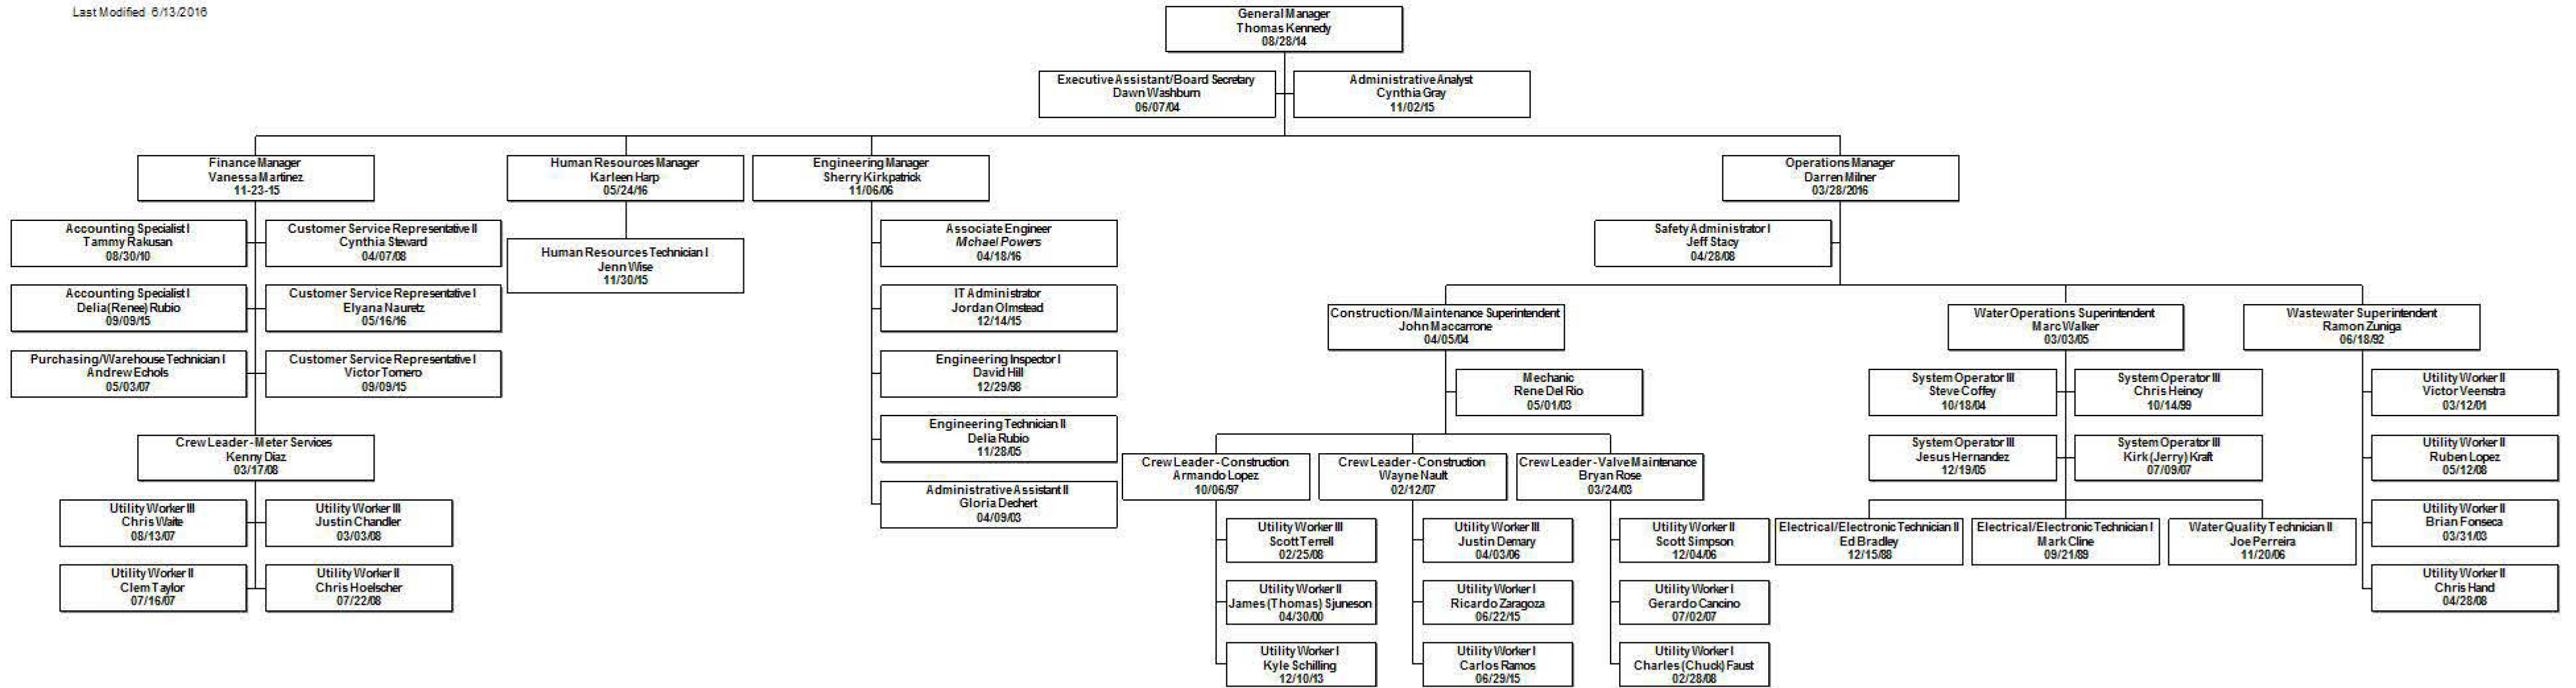 Last Modified 6/13/2016
General Manager
Thomas Kennedy
08/28/14
Executive Assistant/Board Secretary
Dawn Washburn
06/07/04
Administrative Analyst
Cynthia Gray
11/02/15
Finance Manager
Vanessa Martinez
11-23-15
Human Resources Manager
Karleen Harp
05/24/16
Engineering Manager
Sherry Kirkpatrick
11/06/06
Operations Manager
Darren Milner
03/28/2016
Accounting Specialist I
Tammy Rakusan
08/30/10
Customer Service Representative II
Cynthia Steward
04/07/08
Accounting Specialist I
Delia(Renee) Rubio
09/09/15
Customer Service Representative I
Elyana Nauretz
05/16/16
Purchasing/Warehouse Technician I
Andrew Echols
05/03/07
Customer Service Representative I
Victor Tornero
09/09/15
Crew Leader - Meter Services
Kenny Diaz
03/17/08
Utility Worker III
Chris Waite
08/13/07
Utility Worker III
Justin Chandler
03/03/08
Utility Worker II
Clem Taylor
07/16/07
Utility Worker II
Chris Hoelscher
07/22/08
Human Resources Technician I
Jenn Wise
11/30/15
Associate Engineer
Michael Powers
04/18/16
IT Administrator
Jordan Olmstead
12/14/15
Engineering Inspector I
David Hill
12/29/98
Engineering Technician II
Delia Rubio
11/28/05
Administrative Assistant II
Gloria Dechert
04/09/03
Safety Administrator I
Jeff Stacy
04/28/08
Construction/Maintenance Superintendent
John Maccarrone
04/05/04
Mechanic
Rene Del Rio
05/01/03
Crew Leader - Construction
Armando Lopez
10/06/97
Utility Worker III
Scott Terrell
02/25/08
Utility Worker II
James (Thomas) Sjuneson
04/30/00
Utility Worker I
Kyle Schilling
12/10/13
Crew Leader - Construction
Wayne Nault
02/12/07
Utility Worker III
Justin Demary
04/03/06
Utility Worker I
Ricardo Zaragoza
06/22/15
Utility Worker I
Carlos Ramos
06/29/15
Crew Leader - Valve Maintenance
Bryan Rose
03/24/03
Utility Worker II
Scott Simpson
12/04/06
Utility Worker I
Gerardo Cancino
07/02/07
Utility Worker I
Charles (Chuck) Faust
02/28/08
Water Operations Superintendent
Marc Walker
03/03/05
System Operator III
Steve Coffey
10/18/04
System Operator III
Chris Heincy
10/14/99
System Operator III
Jesus Hernandez
12/19/05
System Operator III
Kirk (Jerry) Kraft
07/09/07
Electrical/Electronic Technician II
Ed Bradley
12/15/88
Electrical/Electronic Technician I
Mark Cline
09/21/89
Water Quality Technician II
Joe Perreira
11/20/06
Wastewater Superintendent
Ramon Zuniga
06/18/92
Utility Worker II
Victor Veenstra
03/12/01
Utility Worker II
Ruben Lopez
05/12/08
Utility Worker II
Brian Fonseca
03/31/03
Utility Worker II
Chris Hand
04/28/08